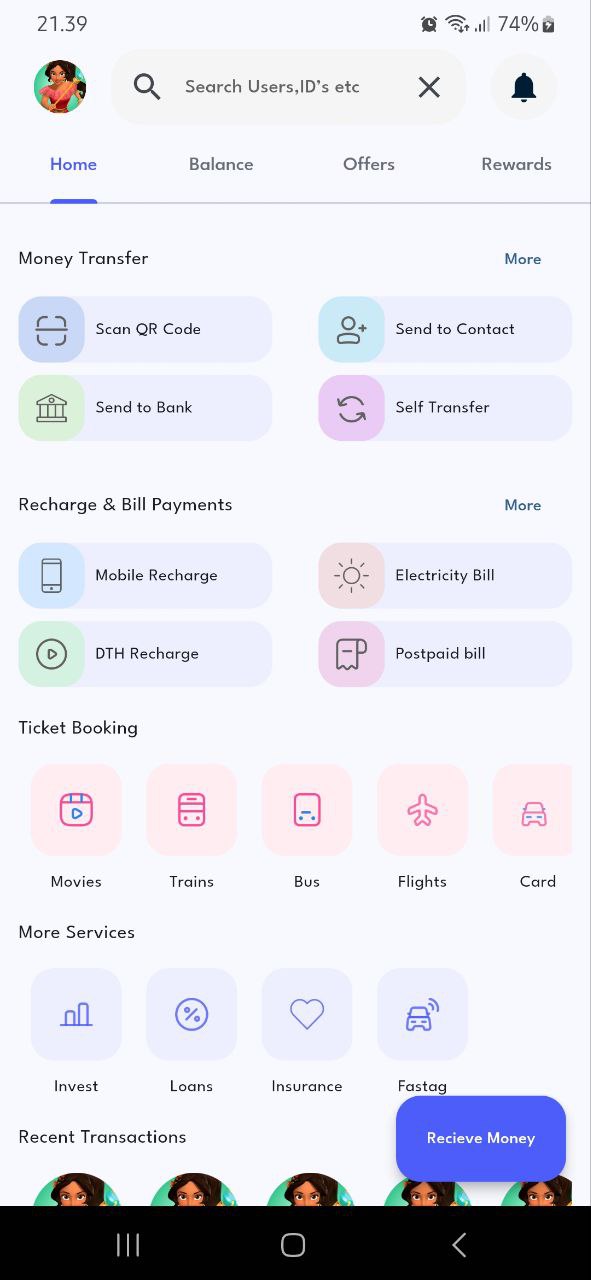 21.39
74%
Search Users,ID's etc
Home Balance Offers Rewards
Money Transfer More
Scan QR Code Send to Contact
Send to Bank Self Transfer
Recharge & Bill Payments More
Mobile Recharge Electricity Bill
DTH Recharge Postpaid bill
Ticket Booking
Movies Trains Bus Flights Card
More Services
Invest Loans Insurance Fastag
Recent Transactions
Recieve Money